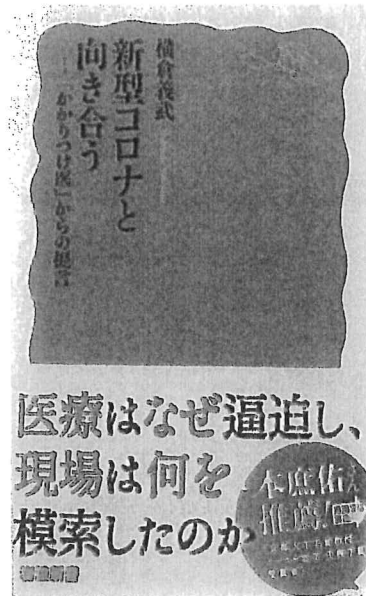 横倉義武
新型コロナと
向き合う
「かかりつけ医」からの提言
医療はなぜ逼迫し、
現場は何を
模索したのか
本庶佑さん
推薦!
岩波新書